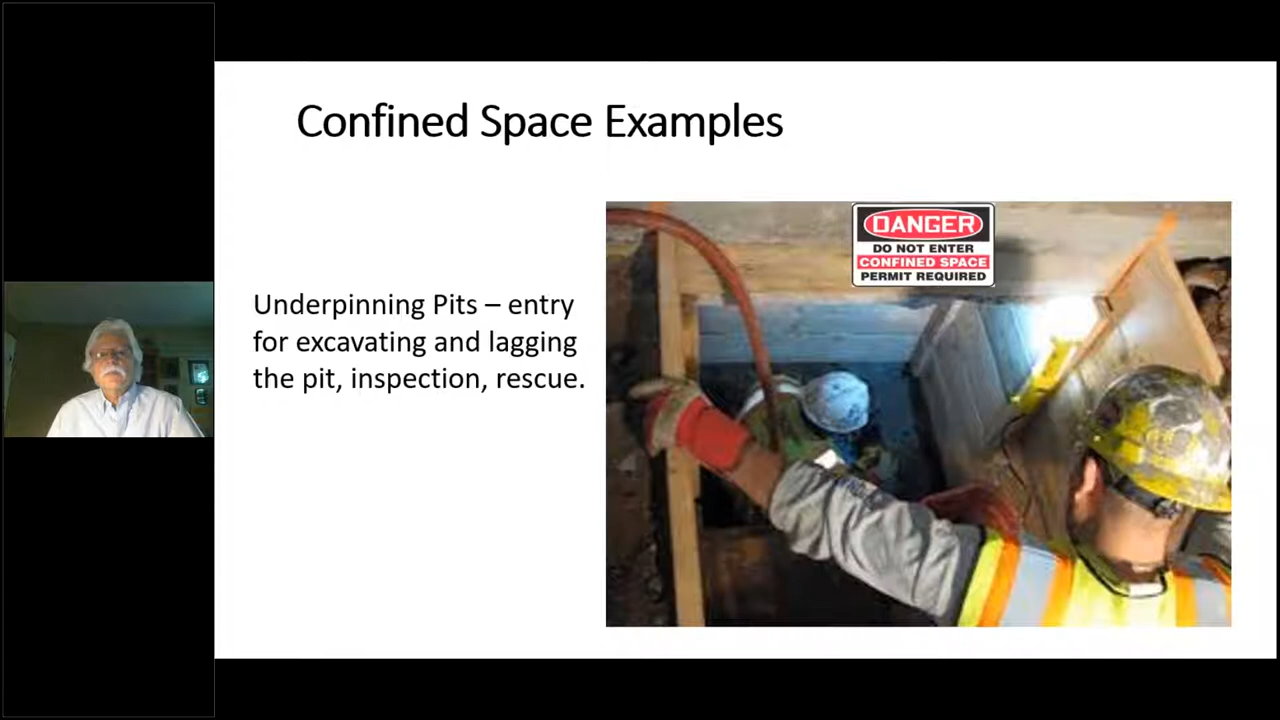 Confined Space Examples
Underpinning Pits – entry
for excavating and lagging
the pit, inspection, rescue.
DANGER
DO NOT ENTER
CONFINED SPACE
PERMIT REQUIRED